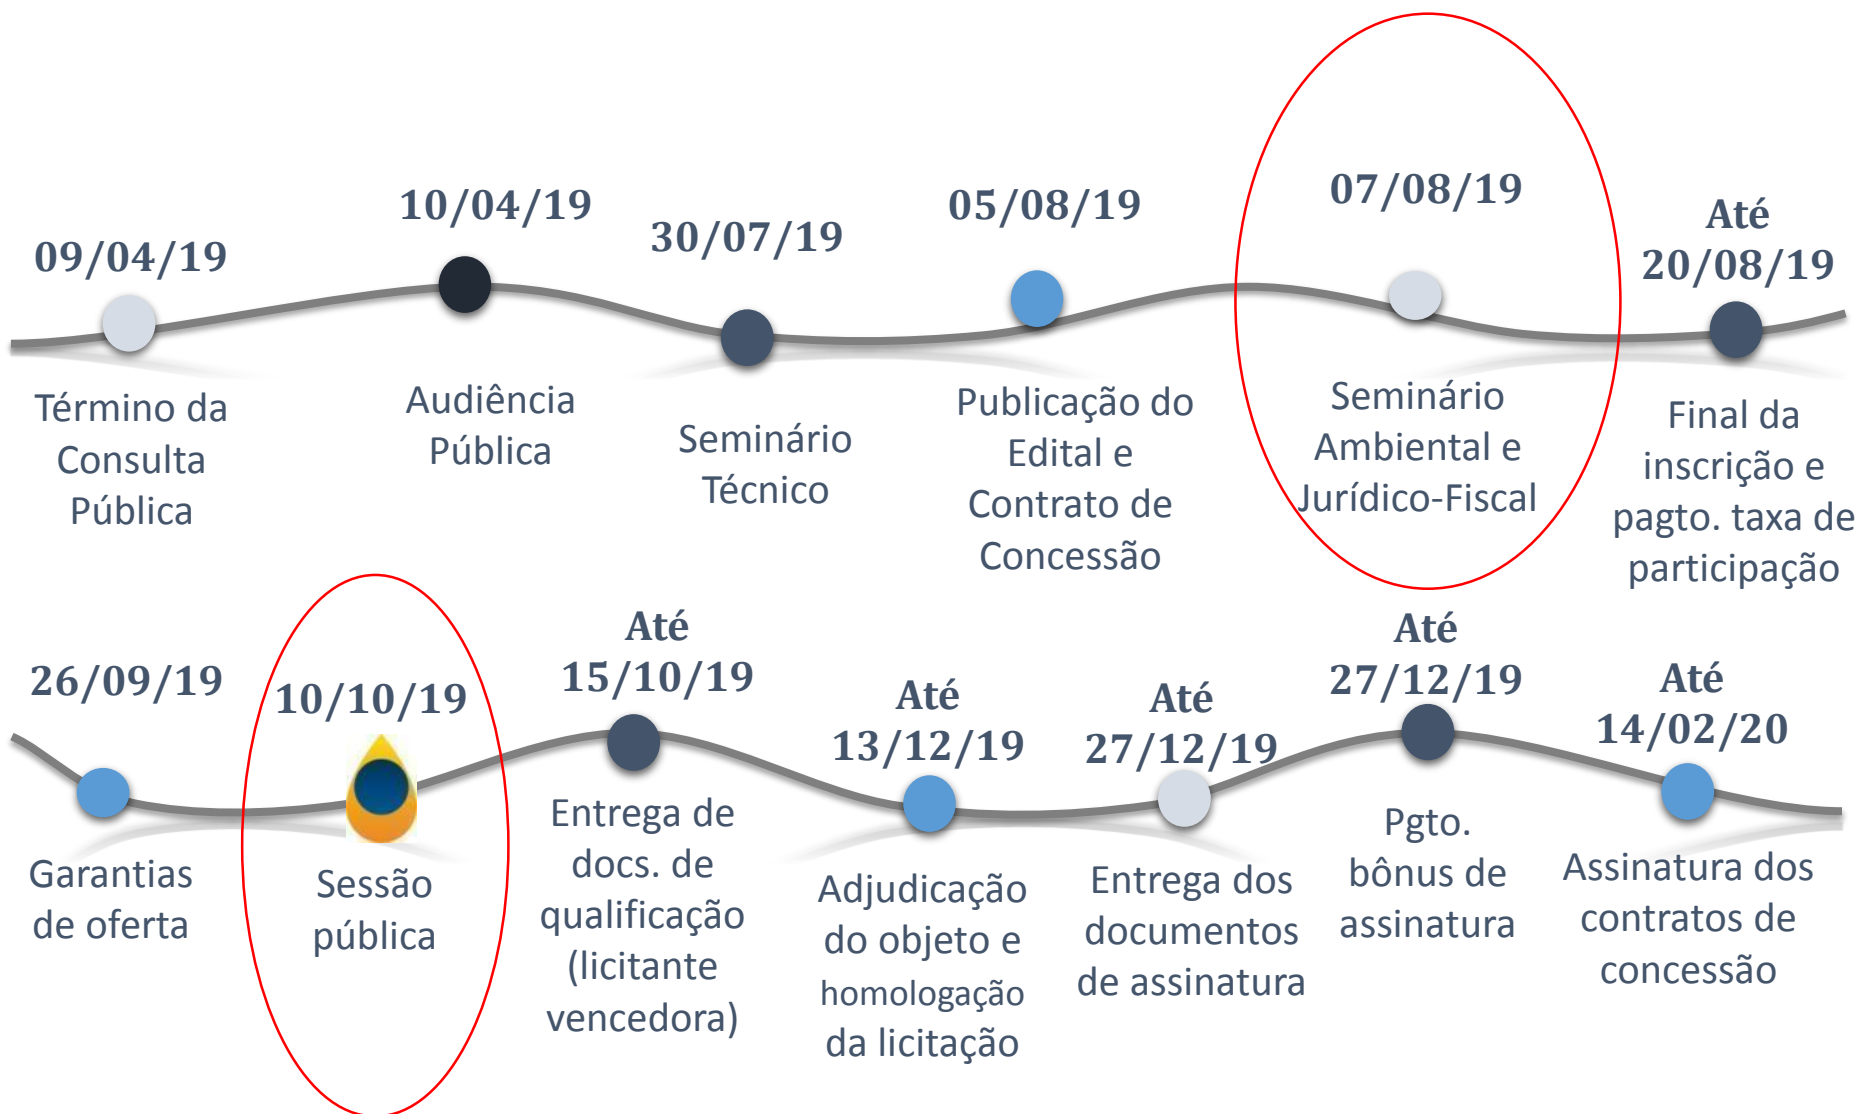 09/04/19
Término da
Consulta
Pública
10/04/19
Audiência
Pública
30/07/19
Seminário
Técnico
05/08/19
Publicação do
Edital e
Contrato de
Concessão
07/08/19
Seminário
Ambiental e
Jurídico-Fiscal
Até
20/08/19
Final da
inscrição e
pagto. taxa de
participação
26/09/19
Garantias
de oferta
10/10/19
Sessão
pública
Até
15/10/19
Entrega de
docs. de
qualificação
(licitante
vencedora)
Até
13/12/19
Adjudicação
do objeto e
homologação
da licitação
Até
27/12/19
Entrega dos
documentos
de assinatura
Até
27/12/19
Pgto.
bônus de
assinatura
Até
14/02/20
Assinatura dos
contratos de
concessão